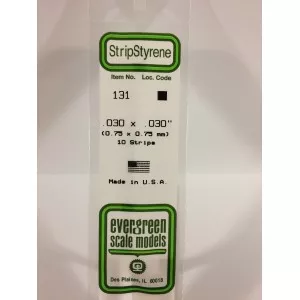 StripStyrene
Item No. Loc. Code
131
.030 x .030"
(0.75 x 0.75 mm)
10 Strips
Made in U.S.A.
evergreen
scale models
Des Plaines, IL 60018